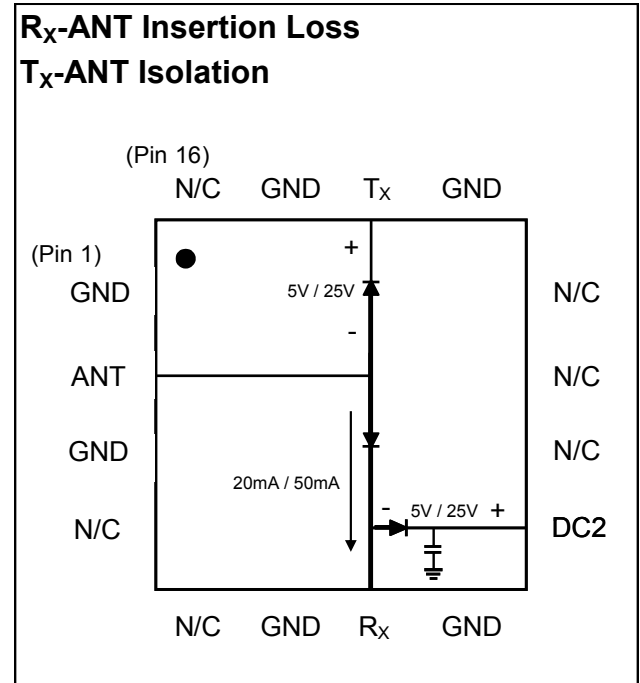 RX-ANT Insertion Loss
TX-ANT Isolation
(Pin 16)
N/C GND TX GND
(Pin 1)
+
GND 5V / 25V N/C
-
ANT N/C
GND N/C
20mA / 50mA
N/C - 5V / 25V + DC2
N/C GND RX GND